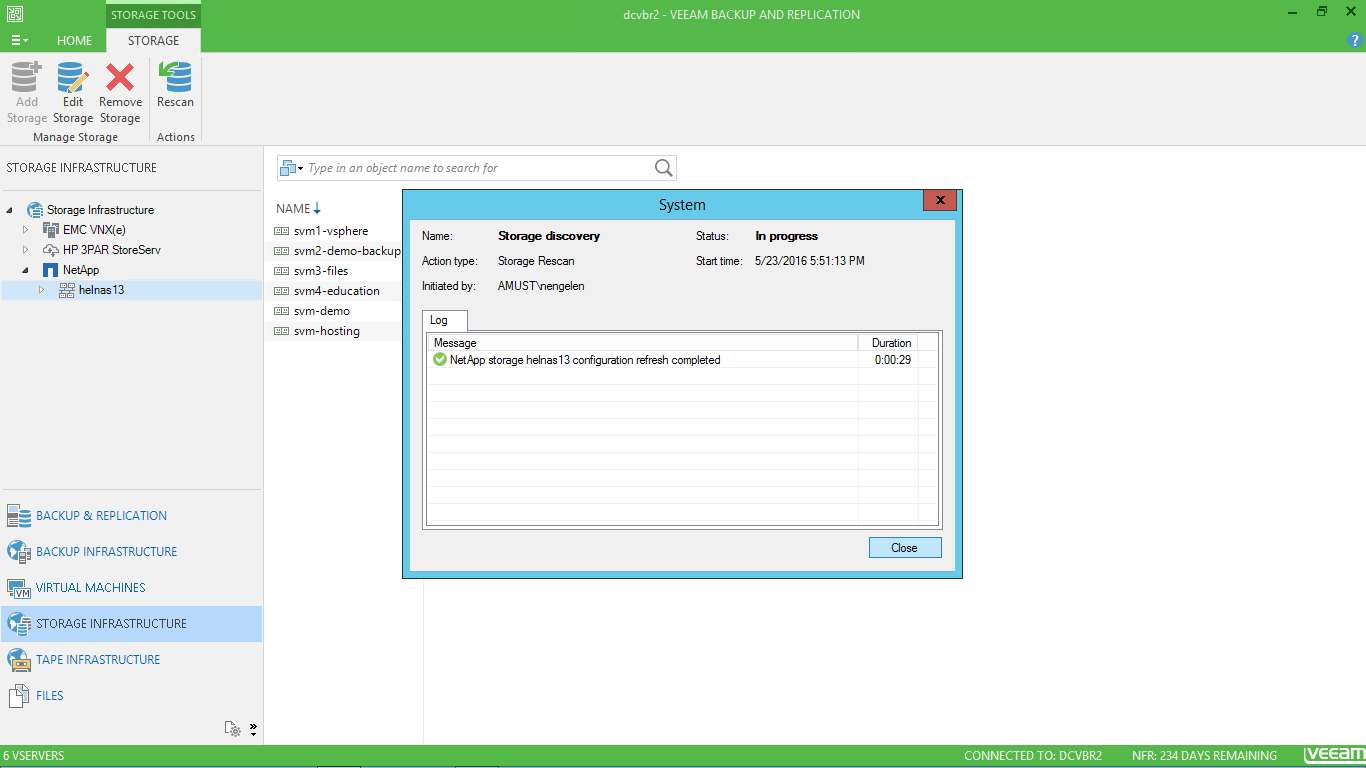 STORAGE TOOLS
dcvbr2 - VEEAM BACKUP AND REPLICATION
HOME
STORAGE
?
Add Storage
Edit Storage
Remove Storage
Rescan
Manage Storage
Actions
STORAGE INFRASTRUCTURE
Type in an object name to search for
Storage Infrastructure
EMC VNX(e)
HP 3PAR StoreServ
NetApp
helnas13
NAME
svm1-vsphere
svm2-demo-backup
svm3-files
svm4-education
svm-demo
svm-hosting
System
x
Name: Storage discovery Status: In progress
Action type: Storage Rescan Start time: 5/23/2016 5:51:13 PM
Initiated by: AMUST\nengelen
Log
Message Duration
NetApp storage helnas13 configuration refresh completed 0:00:29
Close
BACKUP & REPLICATION
BACKUP INFRASTRUCTURE
VM
VIRTUAL MACHINES
STORAGE INFRASTRUCTURE
TAPE INFRASTRUCTURE
FILES
6 VSERVERS
CONNECTED TO: DCVBR2
NFR: 234 DAYS REMAINING
veeam